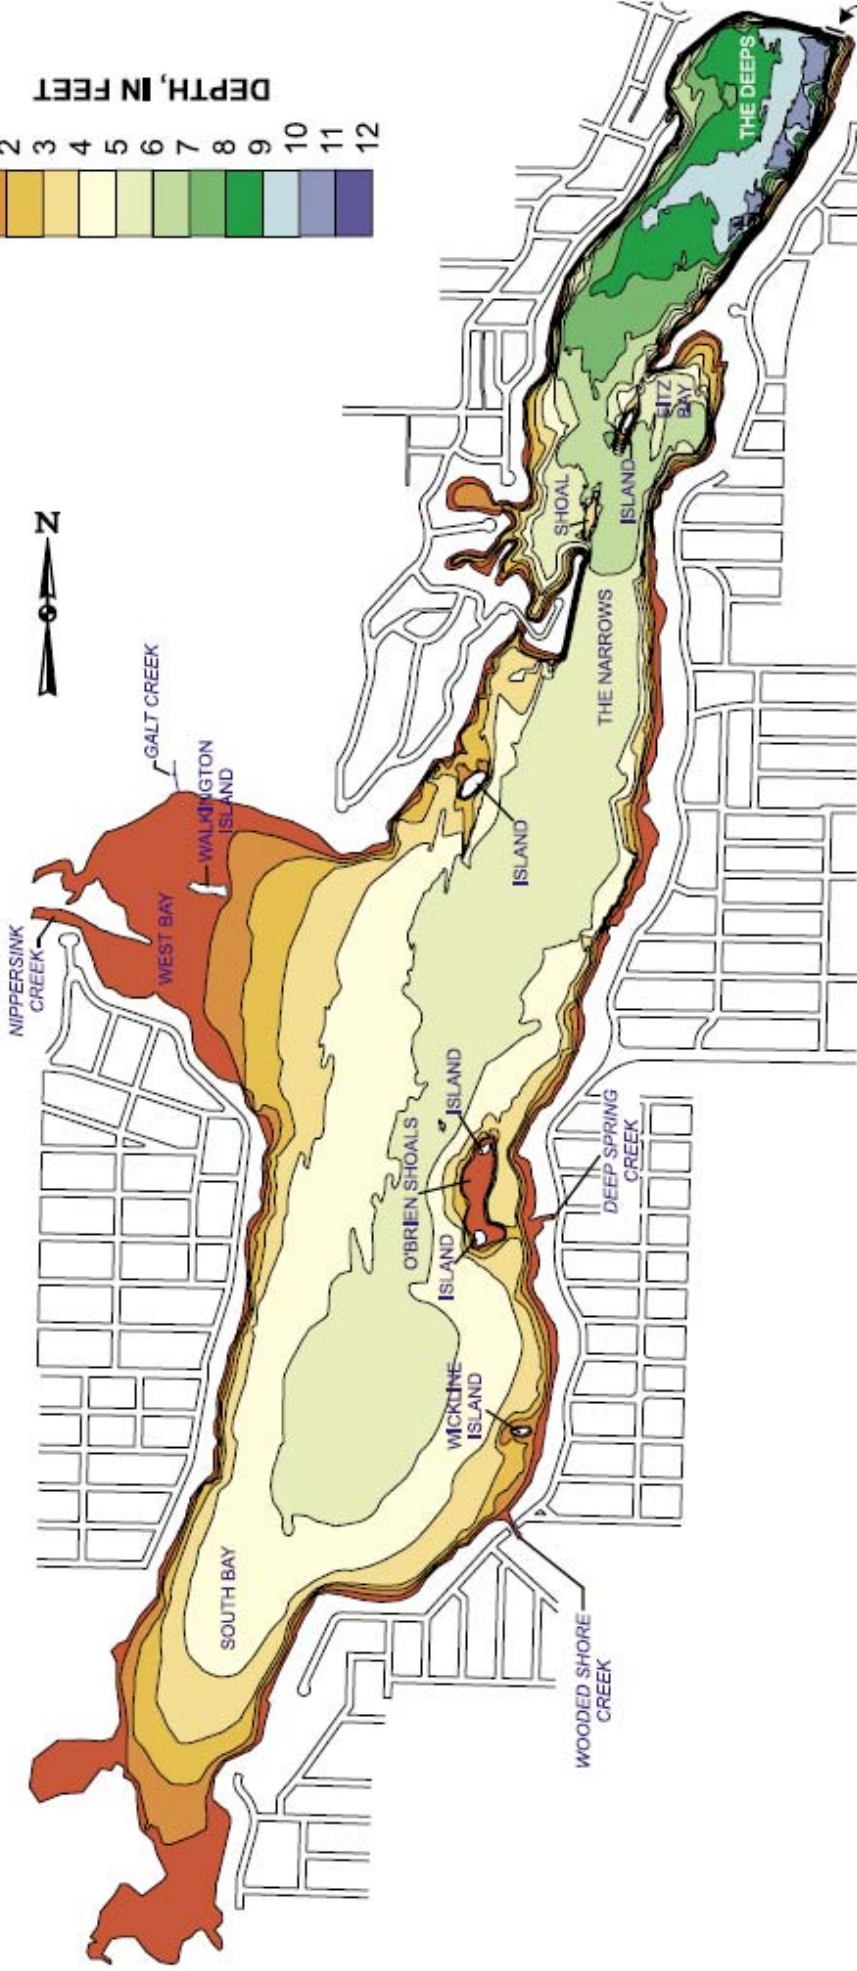 DEPTH, IN FEET
2
3
4
5
6
7
8
9
10
11
12
N
THE DEEPS
FITZ
BAY
SHOAL
ISLAND
THE NARROWS
GALT CREEK
WALKINGTON
ISLAND
NIPPERSINK
CREEK
WEST BAY
ISLAND
O'BRIEN SHOALS
ISLAND
ISLAND
DEEP SPRING
CREEK
WICKLINE
ISLAND
SOUTH BAY
WOODED SHORE
CREEK